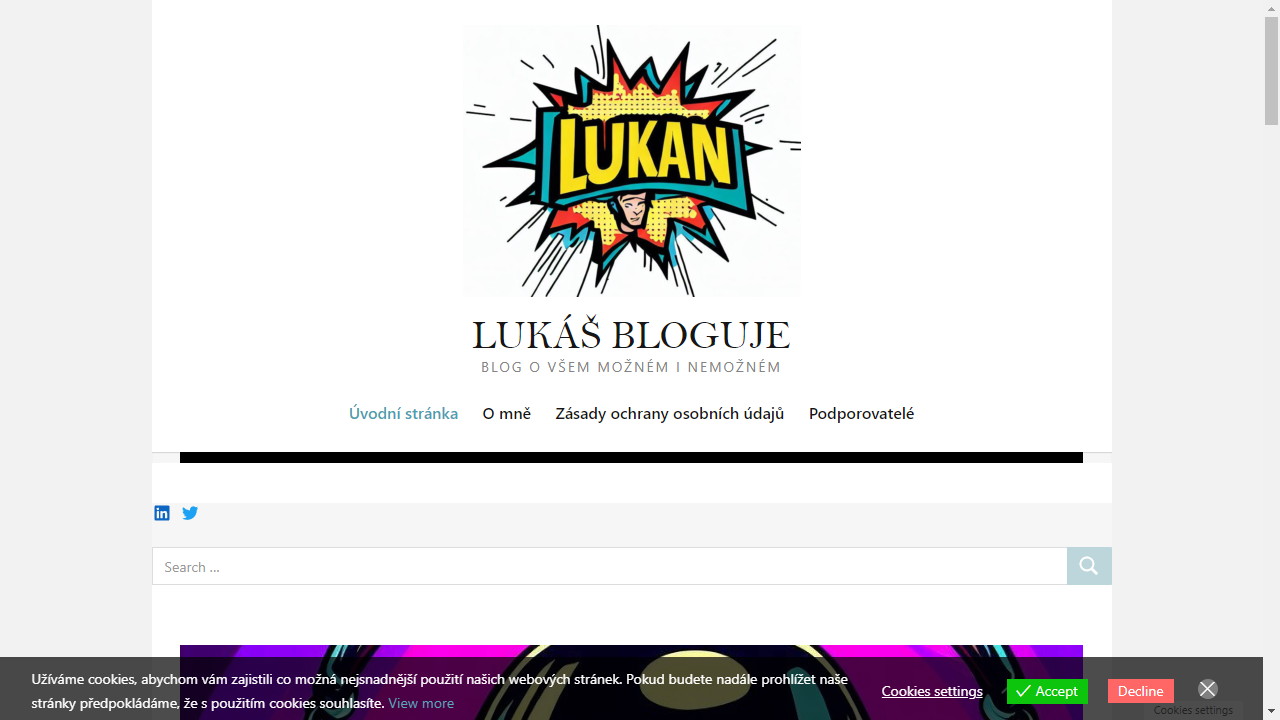 LUKAN
LUKÁŠ BLOGUJE
BLOG O VŠEM MOŽNÉM I NEMOŽNÉM
Úvodní stránka O mně Zásady ochrany osobních údajů Podporovatelé
Search …
Užíváme cookies, abychom vám zajistili co možná nejsnadnější použití našich webových stránek. Pokud budete nadále prohlížet naše
stránky předpokládáme, že s použitím cookies souhlasíte. View more
Cookies settings Accept Decline
Cookies settings